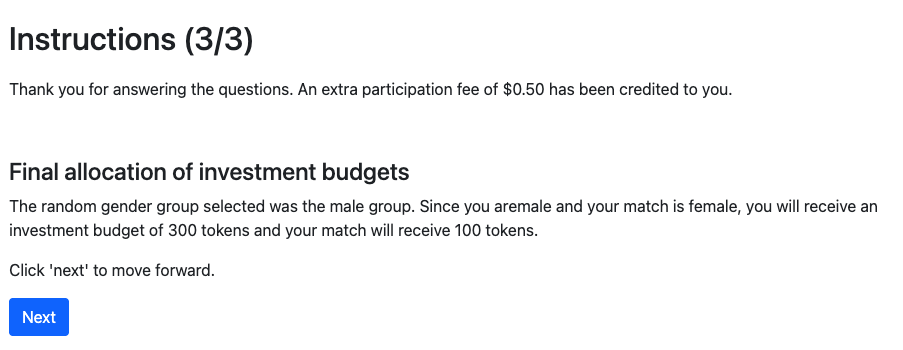 Instructions (3/3)
Thank you for answering the questions. An extra participation fee of $0.50 has been credited to you.
Final allocation of investment budgets
The random gender group selected was the male group. Since you aremale and your match is female, you will receive an
investment budget of 300 tokens and your match will receive 100 tokens.
Click 'next' to move forward.
Next